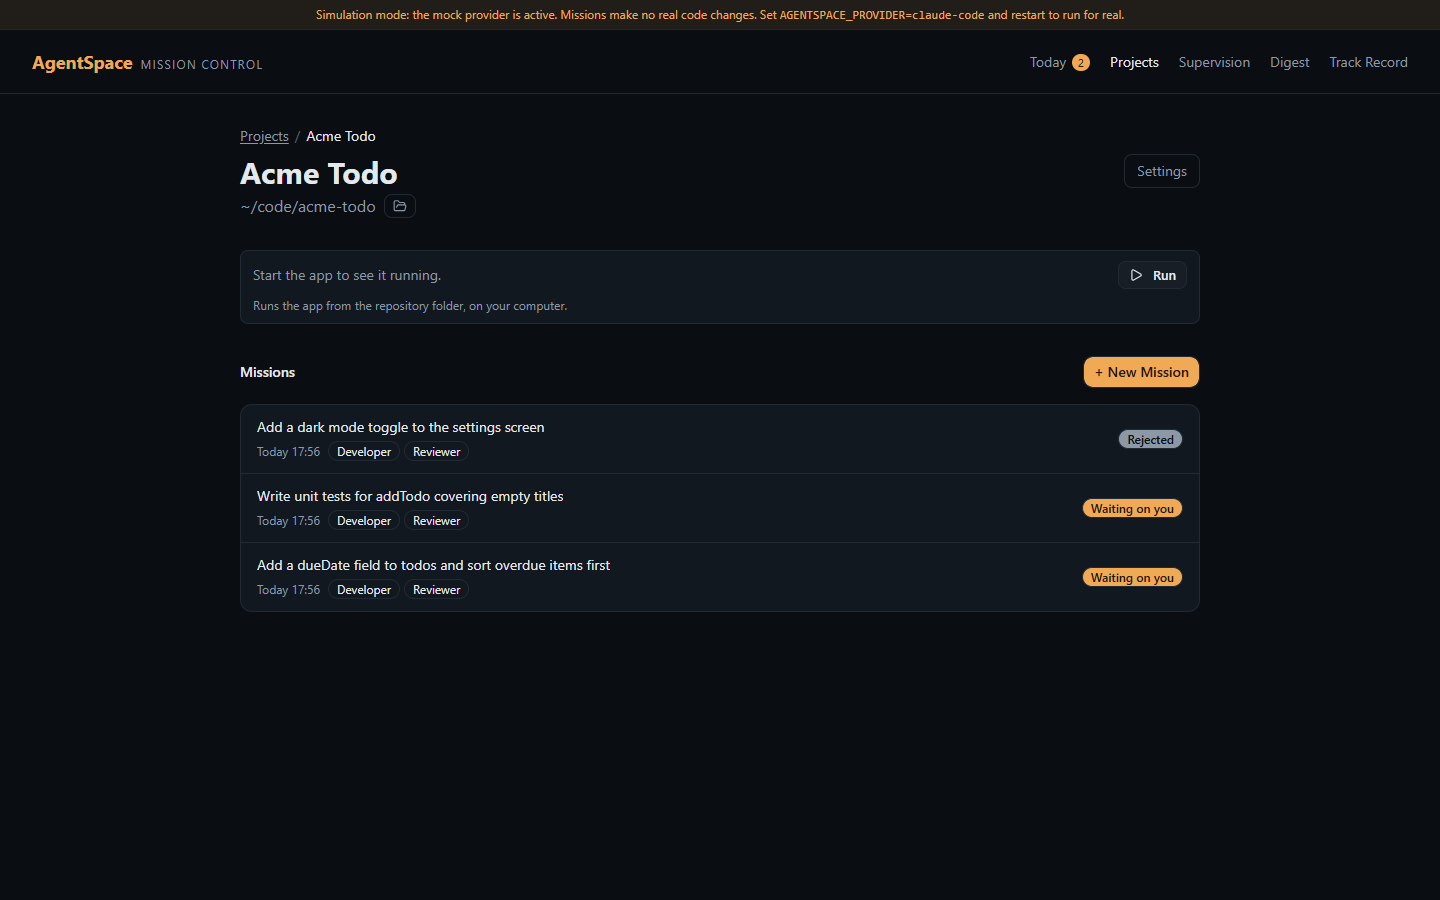 Simulation mode: the mock provider is active. Missions make no real code changes. Set AGENTSPACE_PROVIDER=claude-code and restart to run for real.
AgentSpace MISSION CONTROL
Today 2 Projects Supervision Digest Track Record
Projects / Acme Todo
Acme Todo
Settings
~/code/acme-todo
Start the app to see it running.
Run
Runs the app from the repository folder, on your computer.
Missions
+ New Mission
Add a dark mode toggle to the settings screen
Today 17:56 Developer Reviewer
Rejected
Write unit tests for addTodo covering empty titles
Today 17:56 Developer Reviewer
Waiting on you
Add a dueDate field to todos and sort overdue items first
Today 17:56 Developer Reviewer
Waiting on you